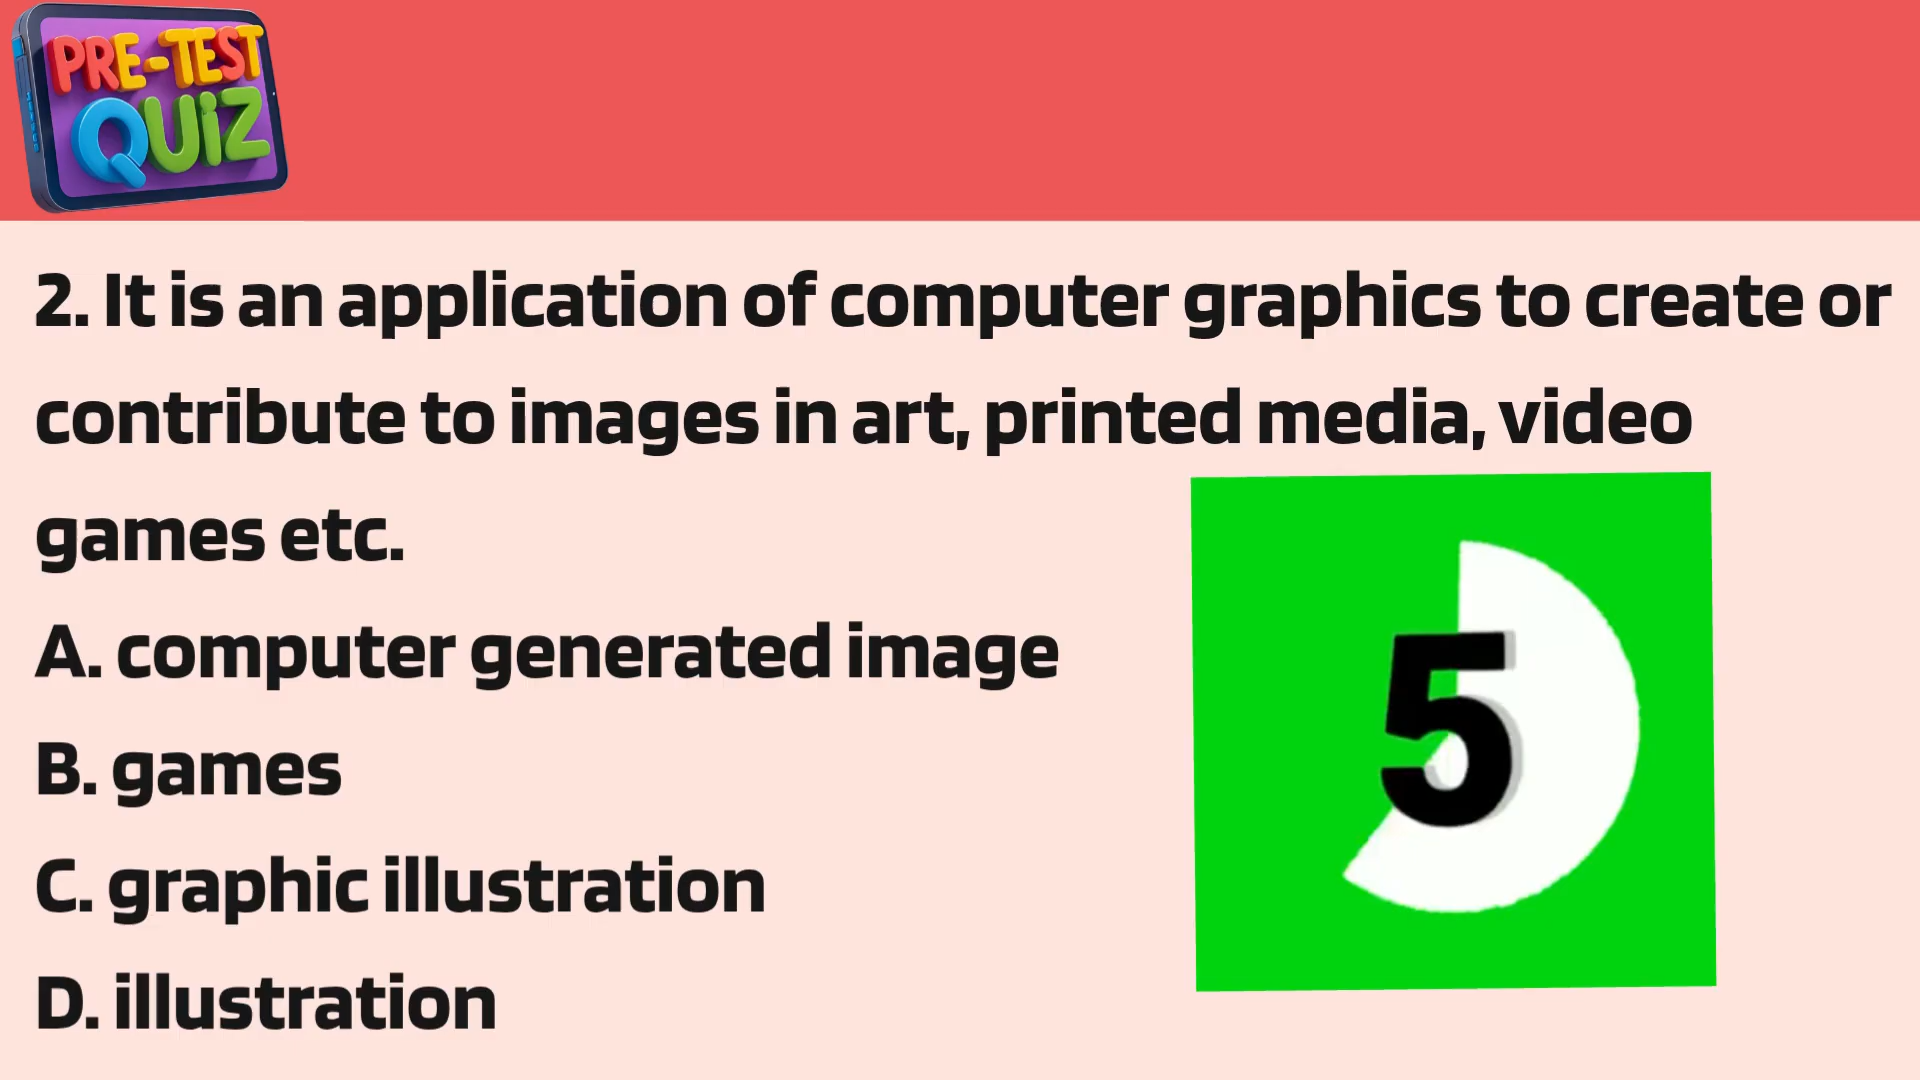 PRE-TEST
QUIZ
2. It is an application of computer graphics to create or
contribute to images in art, printed media, video
games etc.
A. computer generated image
B. games
C. graphic illustration
D. illustration
5